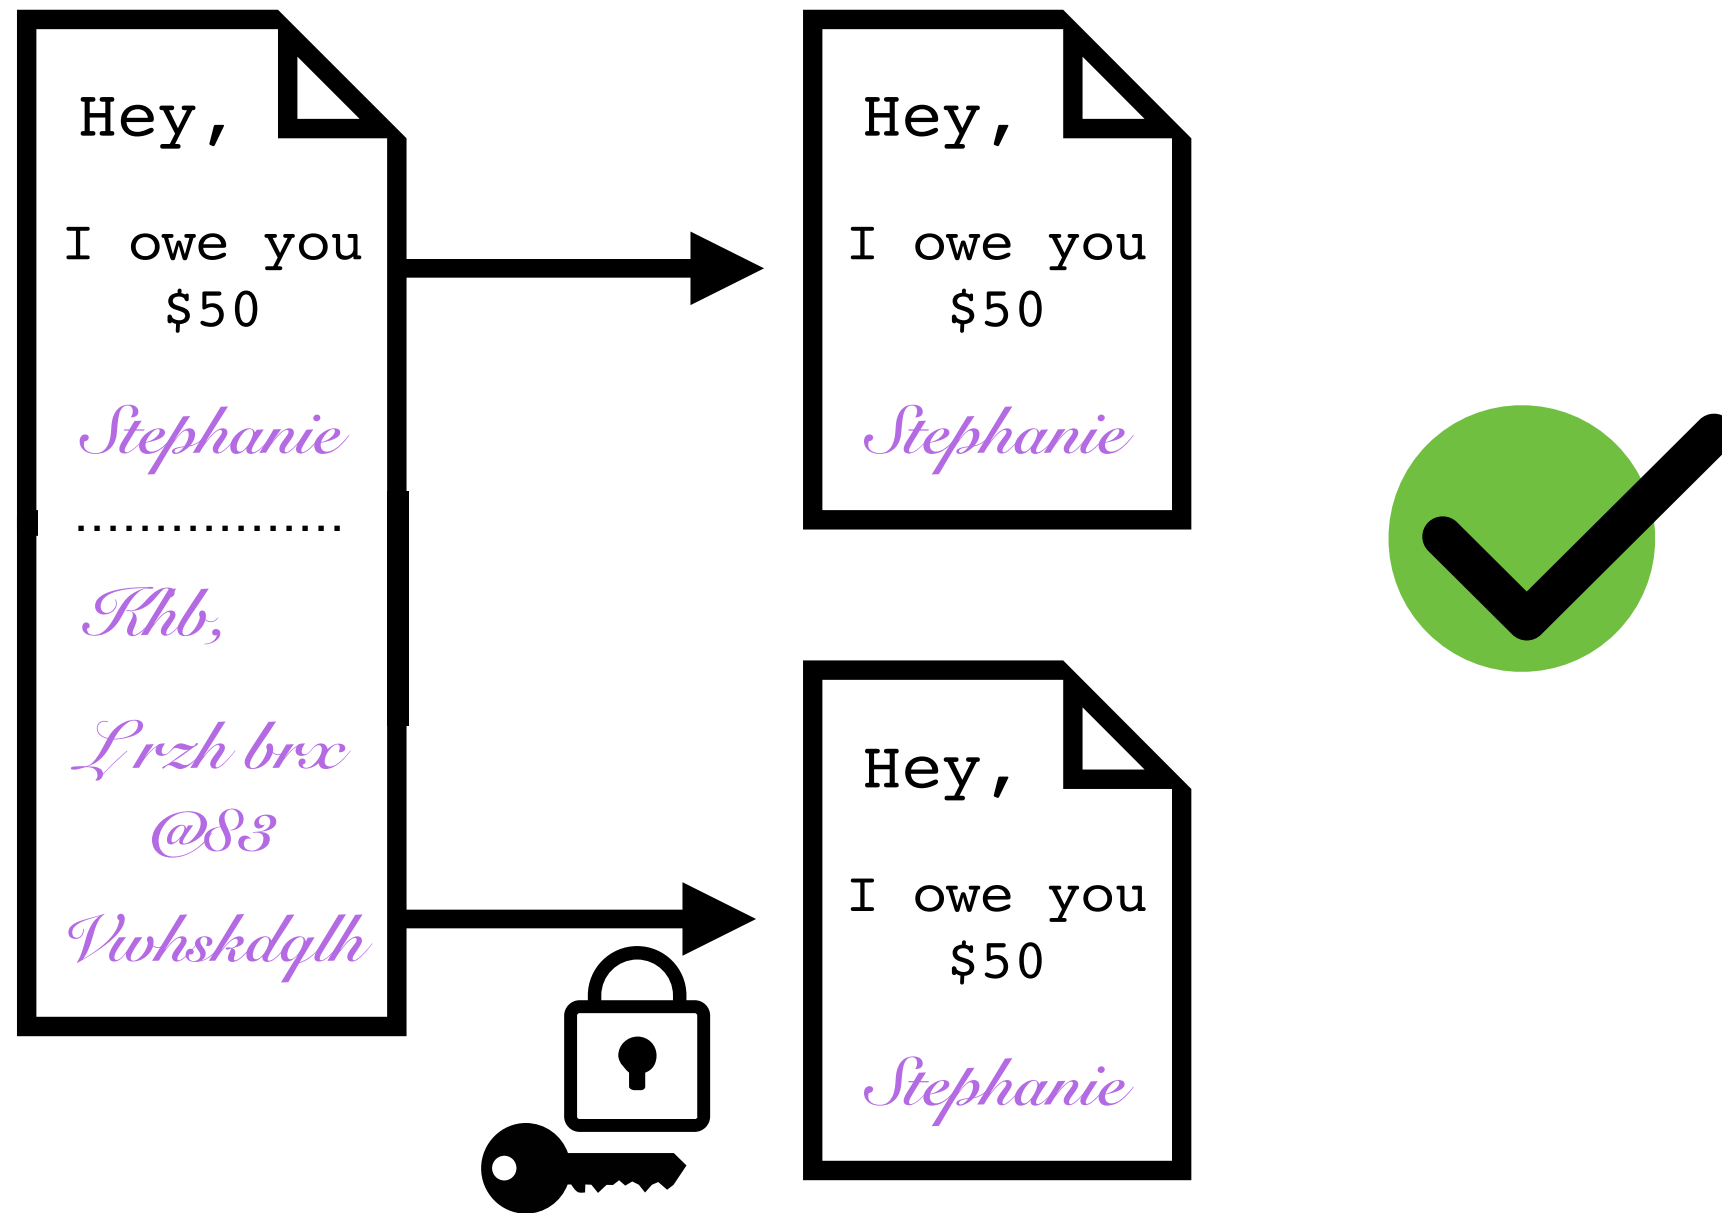 Hey,
I owe you
$50
Stephanie
.................
Khb,
L rzh brx
@83
Vwhskdqlh
Hey,
I owe you
$50
Stephanie
Hey,
I owe you
$50
Stephanie